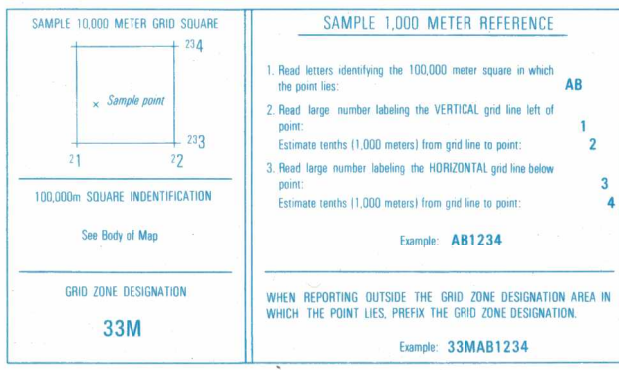 SAMPLE 10,000 METER GRID SQUARE
234
Sample point
233
21
22
100,000m SQUARE INDENTIFICATION
See Body of Map
GRID ZONE DESIGNATION
33M
SAMPLE 1,000 METER REFERENCE
1. Read letters identifying the 100,000 meter square in which
the point lies: AB
2. Read large number labeling the VERTICAL grid line left of
point: 1
Estimate tenths (1,000 meters) from grid line to point: 2
3. Read large number labeling the HORIZONTAL grid line below
point: 3
Estimate tenths (1,000 meters) from grid line to point: 4
Example: AB1234
WHEN REPORTING OUTSIDE THE GRID ZONE DESIGNATION AREA IN
WHICH THE POINT LIES, PREFIX THE GRID ZONE DESIGNATION.
Example: 33MAB1234